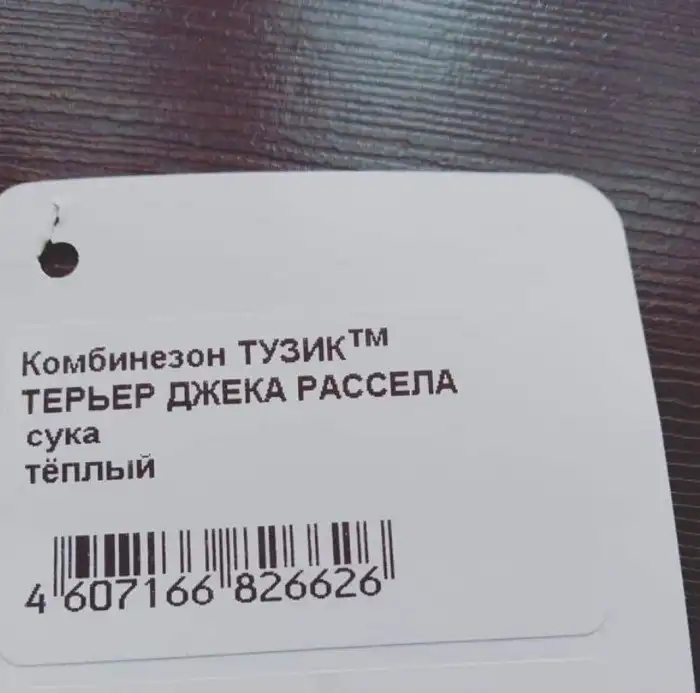 Комбинезон ТУЗИК™
ТЕРЬЕР ДЖЕКА РАССЕЛА
сука
тёплый
4 607166 826626